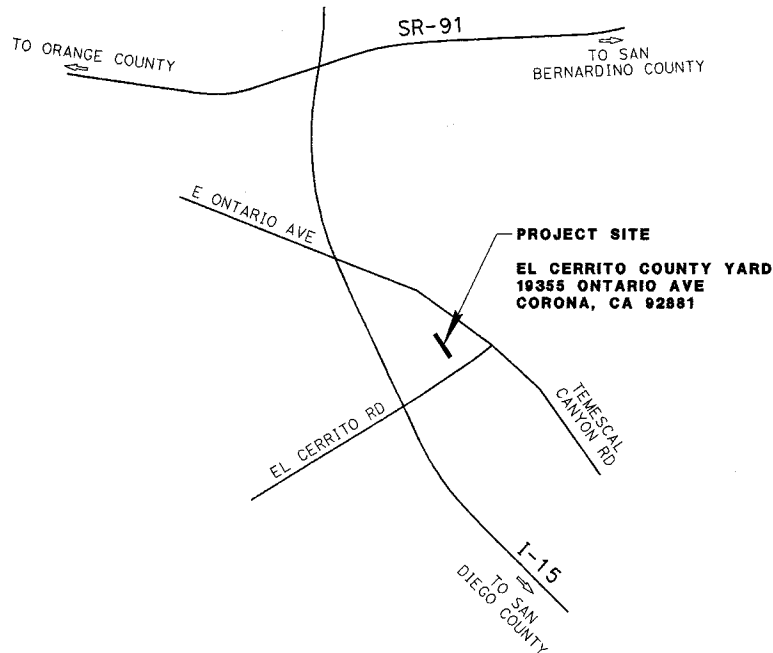 SR-91
TO ORANGE COUNTY
TO SAN
BERNARDINO COUNTY
E ONTARIO AVE
PROJECT SITE
EL CERRITO COUNTY YARD
19355 ONTARIO AVE
CORONA, CA 92881
TEMESCAL
CANYON RD
EL CERRITO RD
I-15
TO SAN
DIEGO COUNTY